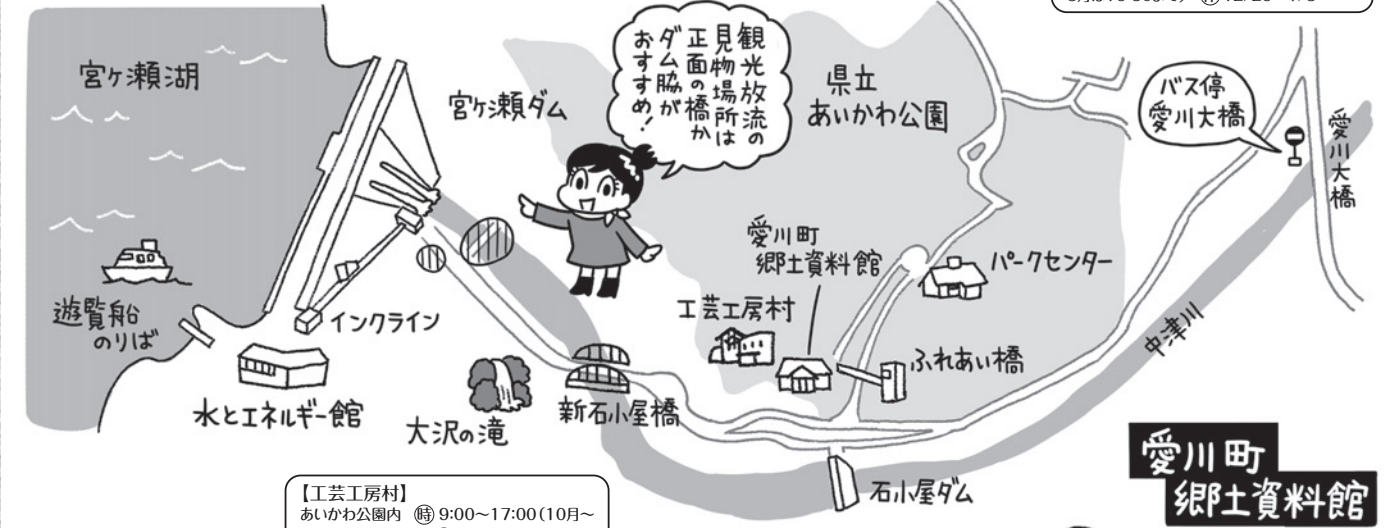 宮ヶ瀬湖
宮ヶ瀬ダム
観光放流の
見物場所は
正面の橋か
ダム脇が
おすすめ!
県立
あいかわ公園
バス停
愛川大橋
愛川大橋
愛川町
郷土資料館
パークセンター
工芸工房村
遊覧船
のりば
インクライン
中津川
ふれあい橋
水とエネルギー館
大沢の滝
新石小屋橋
石小屋ダム
愛川町
郷土資料館
【工芸工房村】
あいかわ公園内 時 9:00〜17:00(10月〜